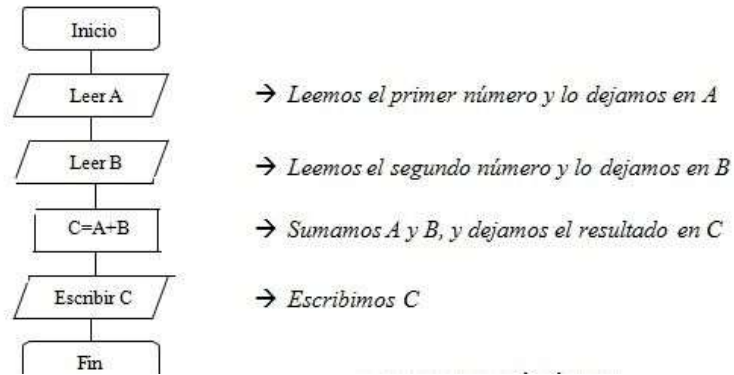 Inicio
Leer A → Leemos el primer número y lo dejamos en A
Leer B → Leemos el segundo número y lo dejamos en B
C=A+B → Sumamos A y B, y dejamos el resultado en C
Escribir C → Escribimos C
Fin